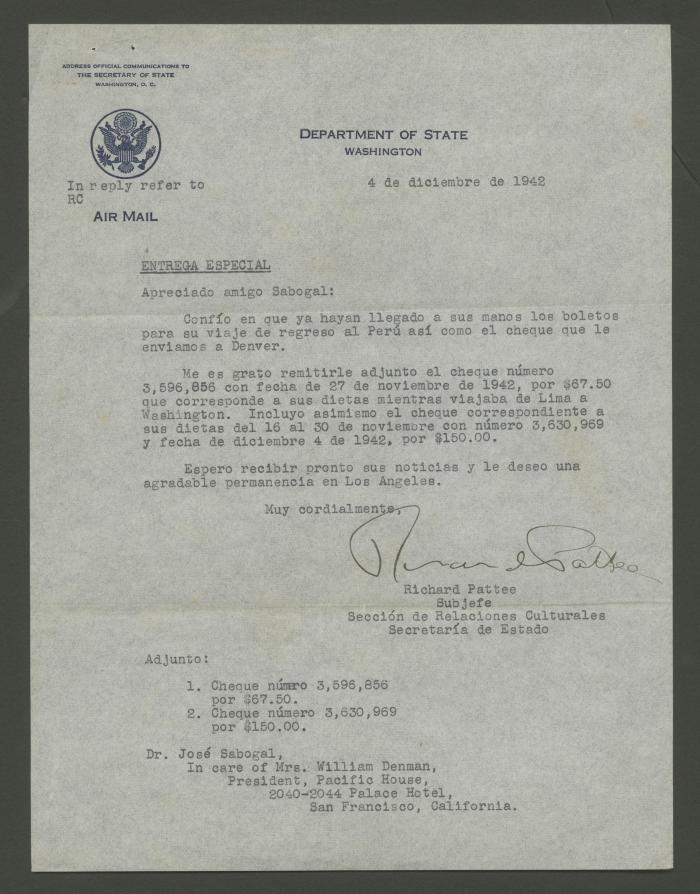 ADDRESS OFFICIAL COMMUNICATIONS TO
THE SECRETARY OF STATE
WASHINGTON, D. C.
DEPARTMENT OF STATE
WASHINGTON
In reply refer to
RC
4 de diciembre de 1942
AIR MAIL
ENTREGA ESPECIAL
Apreciado amigo Sabogal:
Confío en que ya hayan llegado a sus manos los boletos
para su viaje de regreso al Perú así como el cheque que le
enviamos a Denver.
Me es grato remitirle adjunto el cheque número
3,596,856 con fecha de 27 de noviembre de 1942, por $67.50
que corresponde a sus dietas mientras viajaba de Lima a
Washington. Incluyo asimismo el cheque correspondiente a
sus dietas del 16 al 30 de noviembre con número 3,630,969
y fecha de diciembre 4 de 1942, por $150.00.
Espero recibir pronto sus noticias y le deseo una
agradable permanencia en Los Angeles.
Muy cordialmente,
Richard Pattee
Richard Pattee
Subjefe
Sección de Relaciones Culturales
Secretaría de Estado
Adjunto:
1. Cheque número 3,596,856
por $67.50.
2. Cheque número 3,630,969
por $150.00.
Dr. José Sabogal,
In care of Mrs. William Denman,
President, Pacific House,
2040-2044 Palace Hotel,
San Francisco, California.